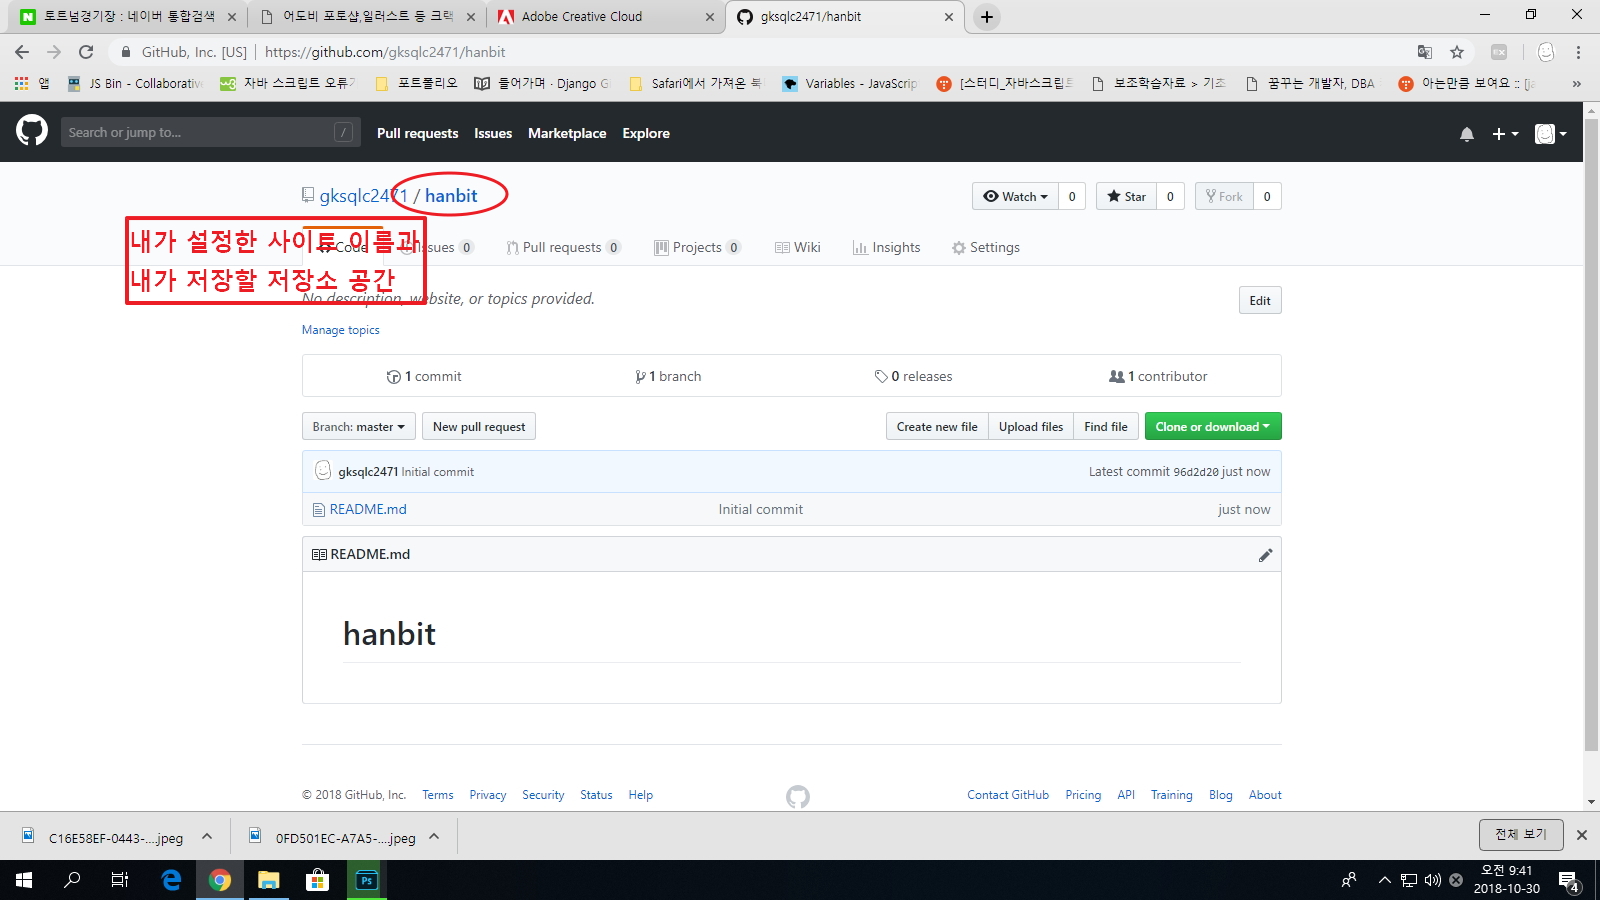 토토넘경기장 : 네이버 통합검색
어도비 포토샵,일러스트 등 크랙
Adobe Creative Cloud
gksqlc2471/hanbit
GitHub, Inc. [US] | https://github.com/gksqlc2471/hanbit
앱 JS Bin - Collaborative 자바 스크립트 오류가 포트폴리오 들어가며 · Django G Safari에서 가져온 북 Variables - JavaScrip [스터디_자바스크립트 보조학습자료 > 기초 꿈꾸는 개발자, DBA 아는만큼 보여요 :: [ja »
Search or jump to... / Pull requests Issues Marketplace Explore
gksqlc2471 / hanbit Watch 0 Star 0 Fork 0
내가 설정한 사이트 이름과
내가 저장할 저장소 공간
Code Issues 0 Pull requests 0 Projects 0 Wiki Insights Settings
No description, website, or topics provided. Edit
Manage topics
1 commit 1 branch 0 releases 1 contributor
Branch: master New pull request Create new file Upload files Find file Clone or download
gksqlc2471 Initial commit Latest commit 96d2d20 just now
README.md Initial commit just now
README.md
hanbit
© 2018 GitHub, Inc. Terms Privacy Security Status Help Contact GitHub Pricing API Training Blog About
C16E58EF-0443-....jpeg 0FD501EC-A7A5-....jpeg 전체 보기
Ps 오전 9:41
2018-10-30 4